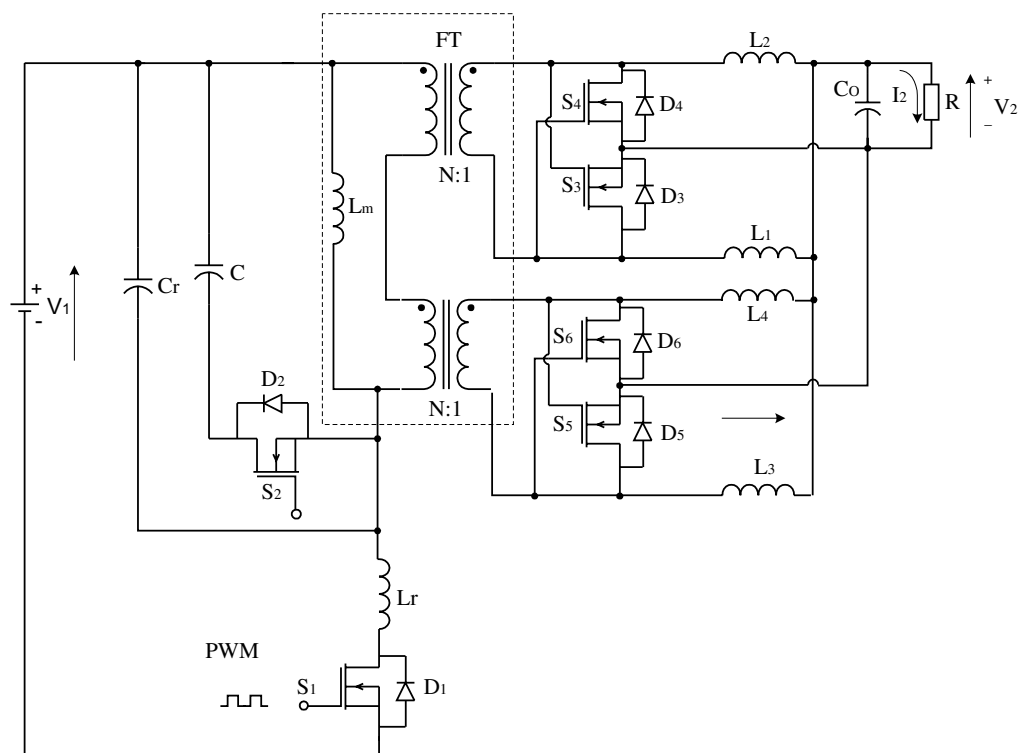 FT
L2
S4
D4
CO
I2
R
+
V2
−
N:1
S3
D3
Lm
L1
+
V1
-
Cr
C
L4
S6
D6
D2
N:1
S5
D5
L3
S2
Lr
PWM
S1
D1